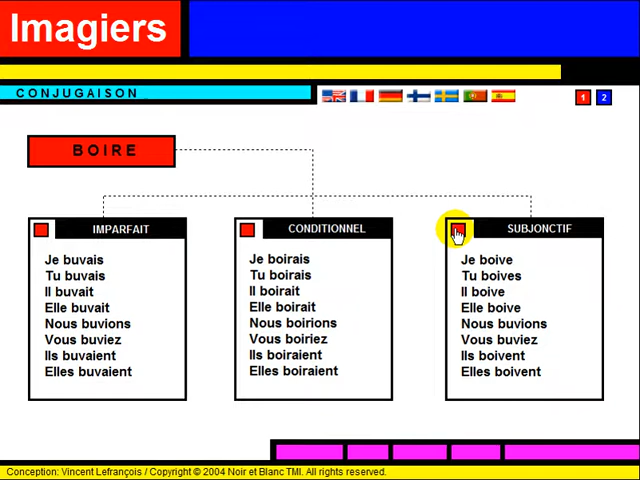 Imagiers
CONJUGAISON
1 2
BOIRE
IMPARFAIT
Je buvais
Tu buvais
Il buvait
Elle buvait
Nous buvions
Vous buviez
Ils buvaient
Elles buvaient
CONDITIONNEL
Je boirais
Tu boirais
Il boirait
Elle boirait
Nous boirions
Vous boiriez
Ils boiraient
Elles boiraient
SUBJONCTIF
Je boive
Tu boives
Il boive
Elle boive
Nous buvions
Vous buviez
Ils boivent
Elles boivent
Conception: Vincent Lefrançois / Copyright © 2004 Noir et Blanc TMI. All rights reserved.